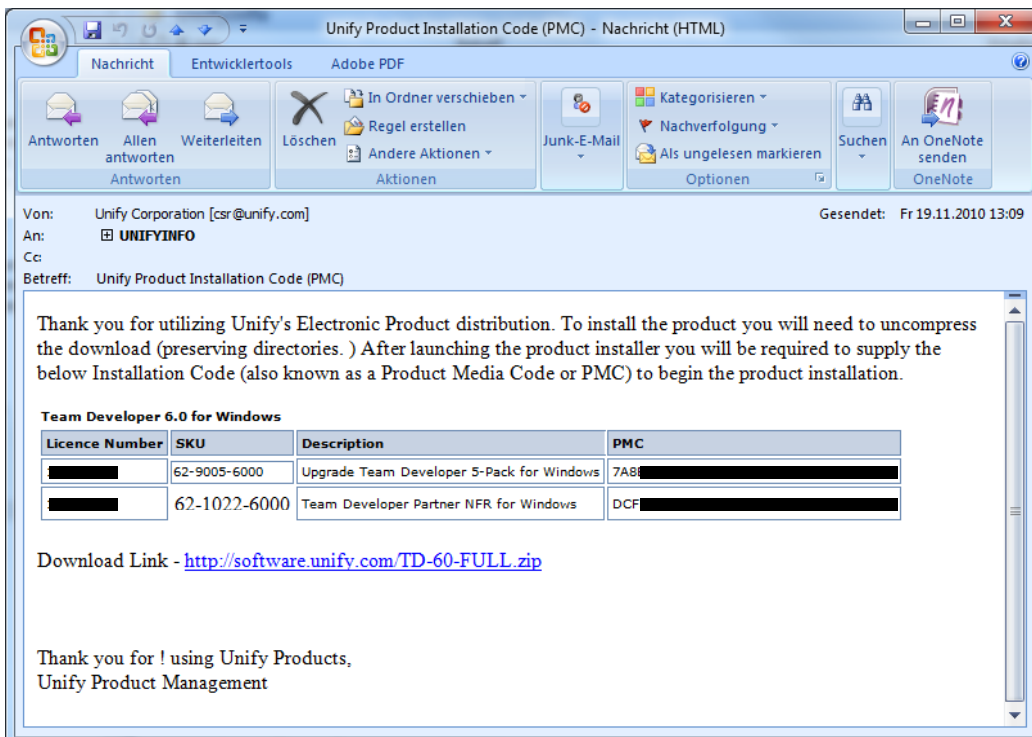 Unify Product Installation Code (PMC) - Nachricht (HTML)
Nachricht Entwicklertools Adobe PDF
Antworten Allen antworten Weiterleiten
Antworten
Löschen In Ordner verschieben
Regel erstellen
Andere Aktionen
Aktionen
Junk-E-Mail
Kategorisieren
Nachverfolgung
Als ungelesen markieren
Optionen
Suchen
An OneNote senden
OneNote
Von: Unify Corporation [csr@unify.com] Gesendet: Fr 19.11.2010 13:09
An: UNIFYINFO
Cc:
Betreff: Unify Product Installation Code (PMC)
Thank you for utilizing Unify's Electronic Product distribution. To install the product you will need to uncompress
the download (preserving directories. ) After launching the product installer you will be required to supply the
below Installation Code (also known as a Product Media Code or PMC) to begin the product installation.
Team Developer 6.0 for Windows
Licence Number SKU Description PMC
62-9005-6000 Upgrade Team Developer 5-Pack for Windows 7A8
62-1022-6000 Team Developer Partner NFR for Windows DCF
Download Link - http://software.unify.com/TD-60-FULL.zip
Thank you for ! using Unify Products,
Unify Product Management